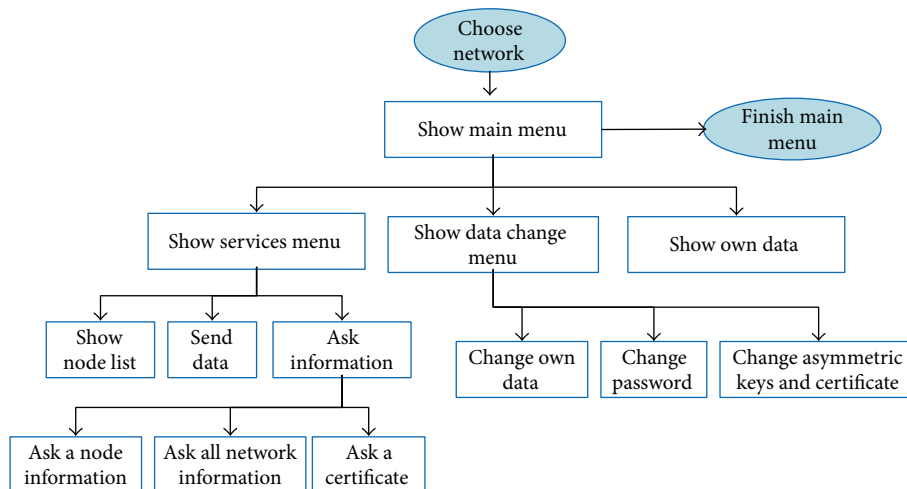 Choose
network
Show main menu
Finish main
menu
Show services menu
Show data change
menu
Show own data
Show
node list
Send
data
Ask
information
Change own
data
Change
password
Change asymmetric
keys and certificate
Ask a node
information
Ask all network
information
Ask a
certificate